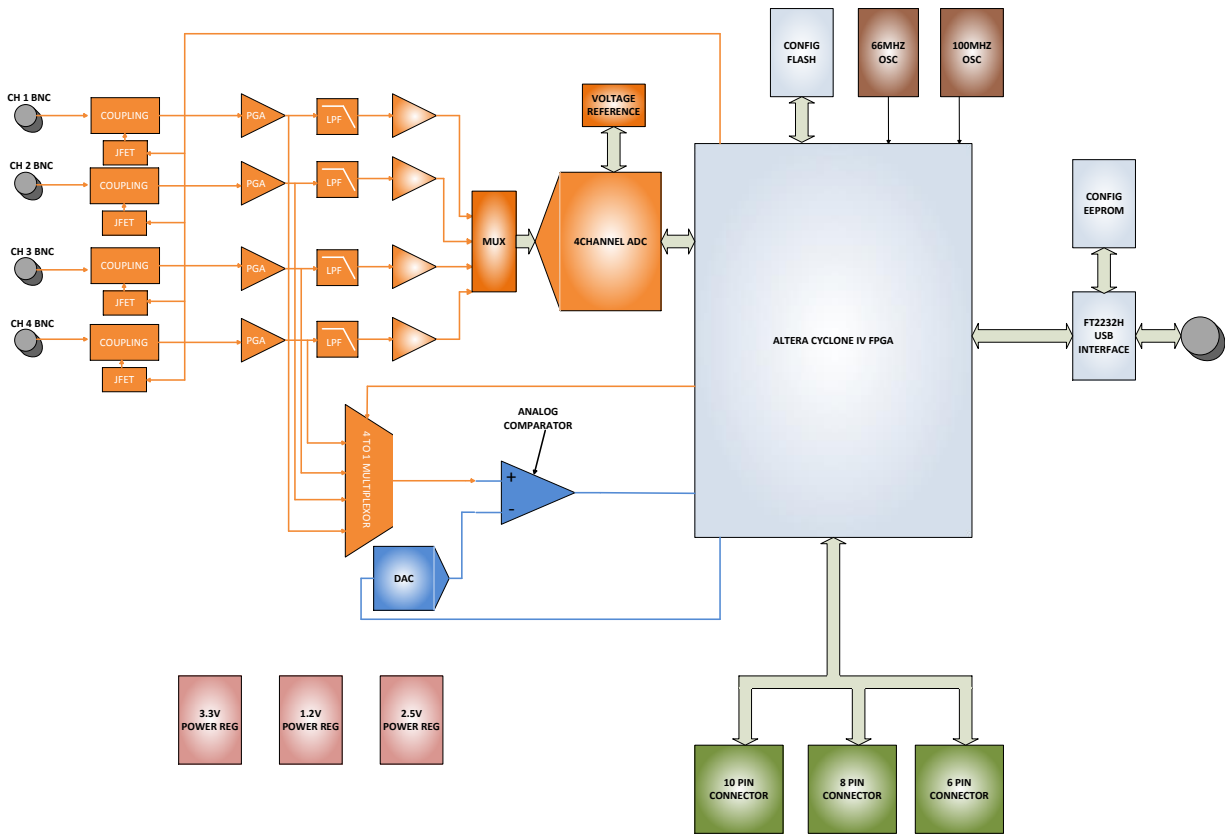 CONFIG
FLASH
66MHZ
OSC
100MHZ
OSC
CH 1 BNC
COUPLING
PGA
LPF
VOLTAGE
REFERENCE
JFET
CH 2 BNC
COUPLING
PGA
LPF
JFET
MUX
4CHANNEL ADC
CONFIG
EEPROM
CH 3 BNC
COUPLING
PGA
LPF
JFET
CH 4 BNC
COUPLING
PGA
LPF
JFET
ALTERA CYCLONE IV FPGA
FT2232H
USB
INTERFACE
4 TO 1 MULTIPLEXOR
ANALOG
COMPARATOR
+
-
DAC
3.3V
POWER REG
1.2V
POWER REG
2.5V
POWER REG
10 PIN
CONNECTOR
8 PIN
CONNECTOR
6 PIN
CONNECTOR